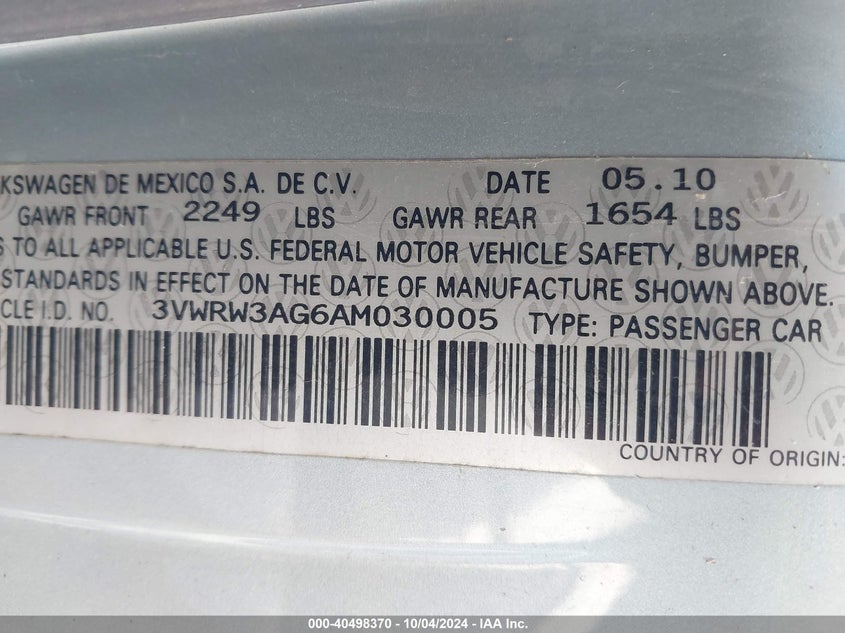 KSWAGEN DE MEXICO S.A. DE C.V. DATE 05.10
GAWR FRONT 2249 LBS GAWR REAR 1654 LBS
S TO ALL APPLICABLE U.S. FEDERAL MOTOR VEHICLE SAFETY, BUMPER,
STANDARDS IN EFFECT ON THE DATE OF MANUFACTURE SHOWN ABOVE.
CLE I.D. NO. 3VWRW3AG6AM030005 TYPE: PASSENGER CAR
COUNTRY OF ORIGIN:
000-40498370 - 10/04/2024 - IAA Inc.